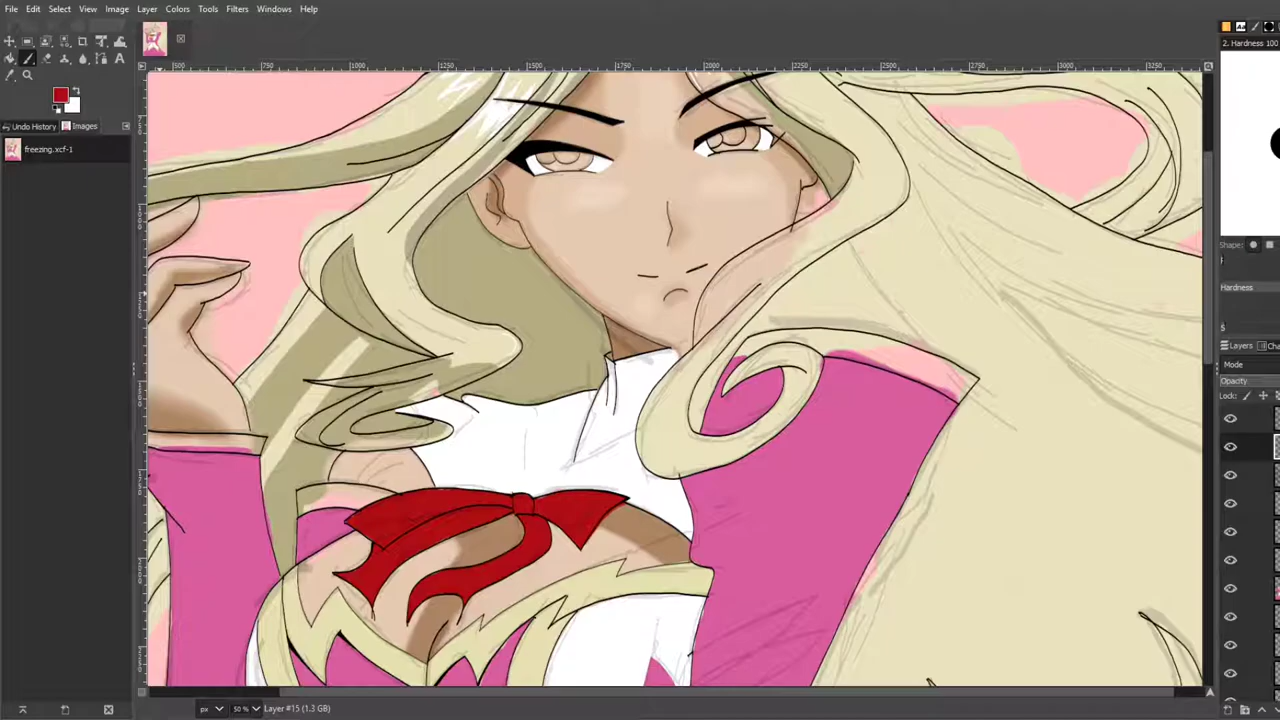 File Edit Select View Image Layer Colors Tools Filters Windows Help
2. Hardness 100
500 750 1000 1250 1500 1750 2000 2250 2500 2750 3000 3250
Undo History Images
freezing.xcf-1
Shape:
Hardness
Layers Cha
Mode
Opacity
Lock:
px 50 % Layer #15 (1.3 GB)